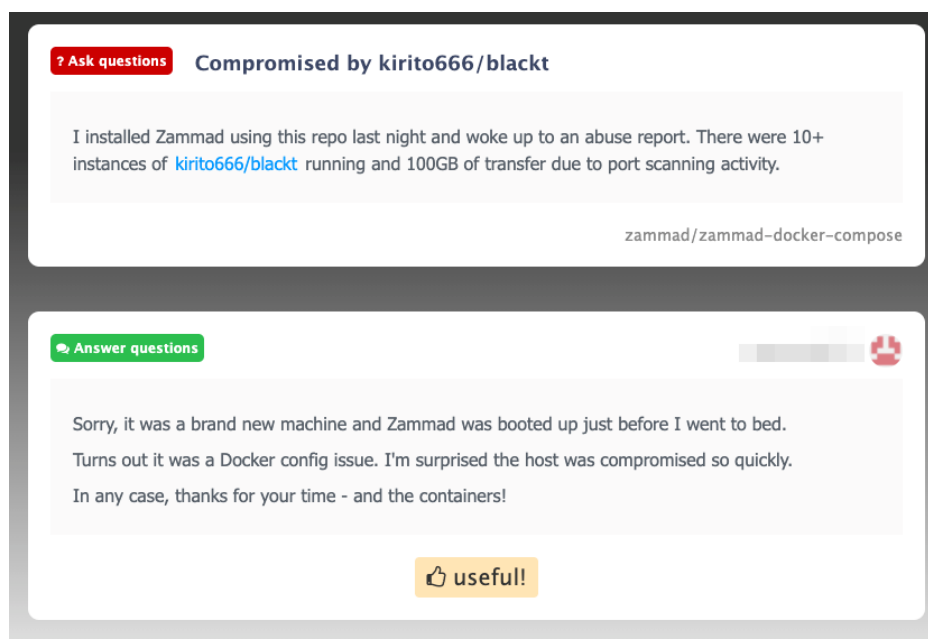 ? Ask questions Compromised by kirito666/blackt
I installed Zammad using this repo last night and woke up to an abuse report. There were 10+
instances of kirito666/blackt running and 100GB of transfer due to port scanning activity.
zammad/zammad-docker-compose
Answer questions
Sorry, it was a brand new machine and Zammad was booted up just before I went to bed.
Turns out it was a Docker config issue. I'm surprised the host was compromised so quickly.
In any case, thanks for your time - and the containers!
useful!